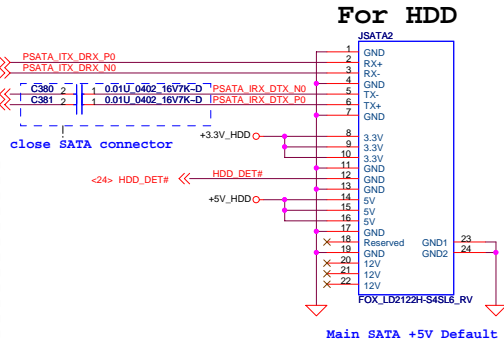 For HDD
JSATA2
PSATA_ITX_DRX_P0
PSATA_ITX_DRX_N0
C380 2 1 0.01U_0402_16V7K~D PSATA_IRX_DTX_N0
C381 2 1 0.01U_0402_16V7K~D PSATA_IRX_DTX_P0
close SATA connector
+3.3V_HDD
<24> HDD_DET# HDD_DET#
+5V_HDD
1 GND
2 RX+
3 RX-
4 GND
5 TX-
6 TX+
7 GND
8 3.3V
9 3.3V
10 3.3V
11 GND
12 GND
13 GND
14 5V
15 5V
16 5V
17 GND
18 Reserved GND1 23
19 GND GND2 24
20 12V
21 12V
22 12V
FOX_LD2122H-S4SL6_RV
Main SATA +5V Default